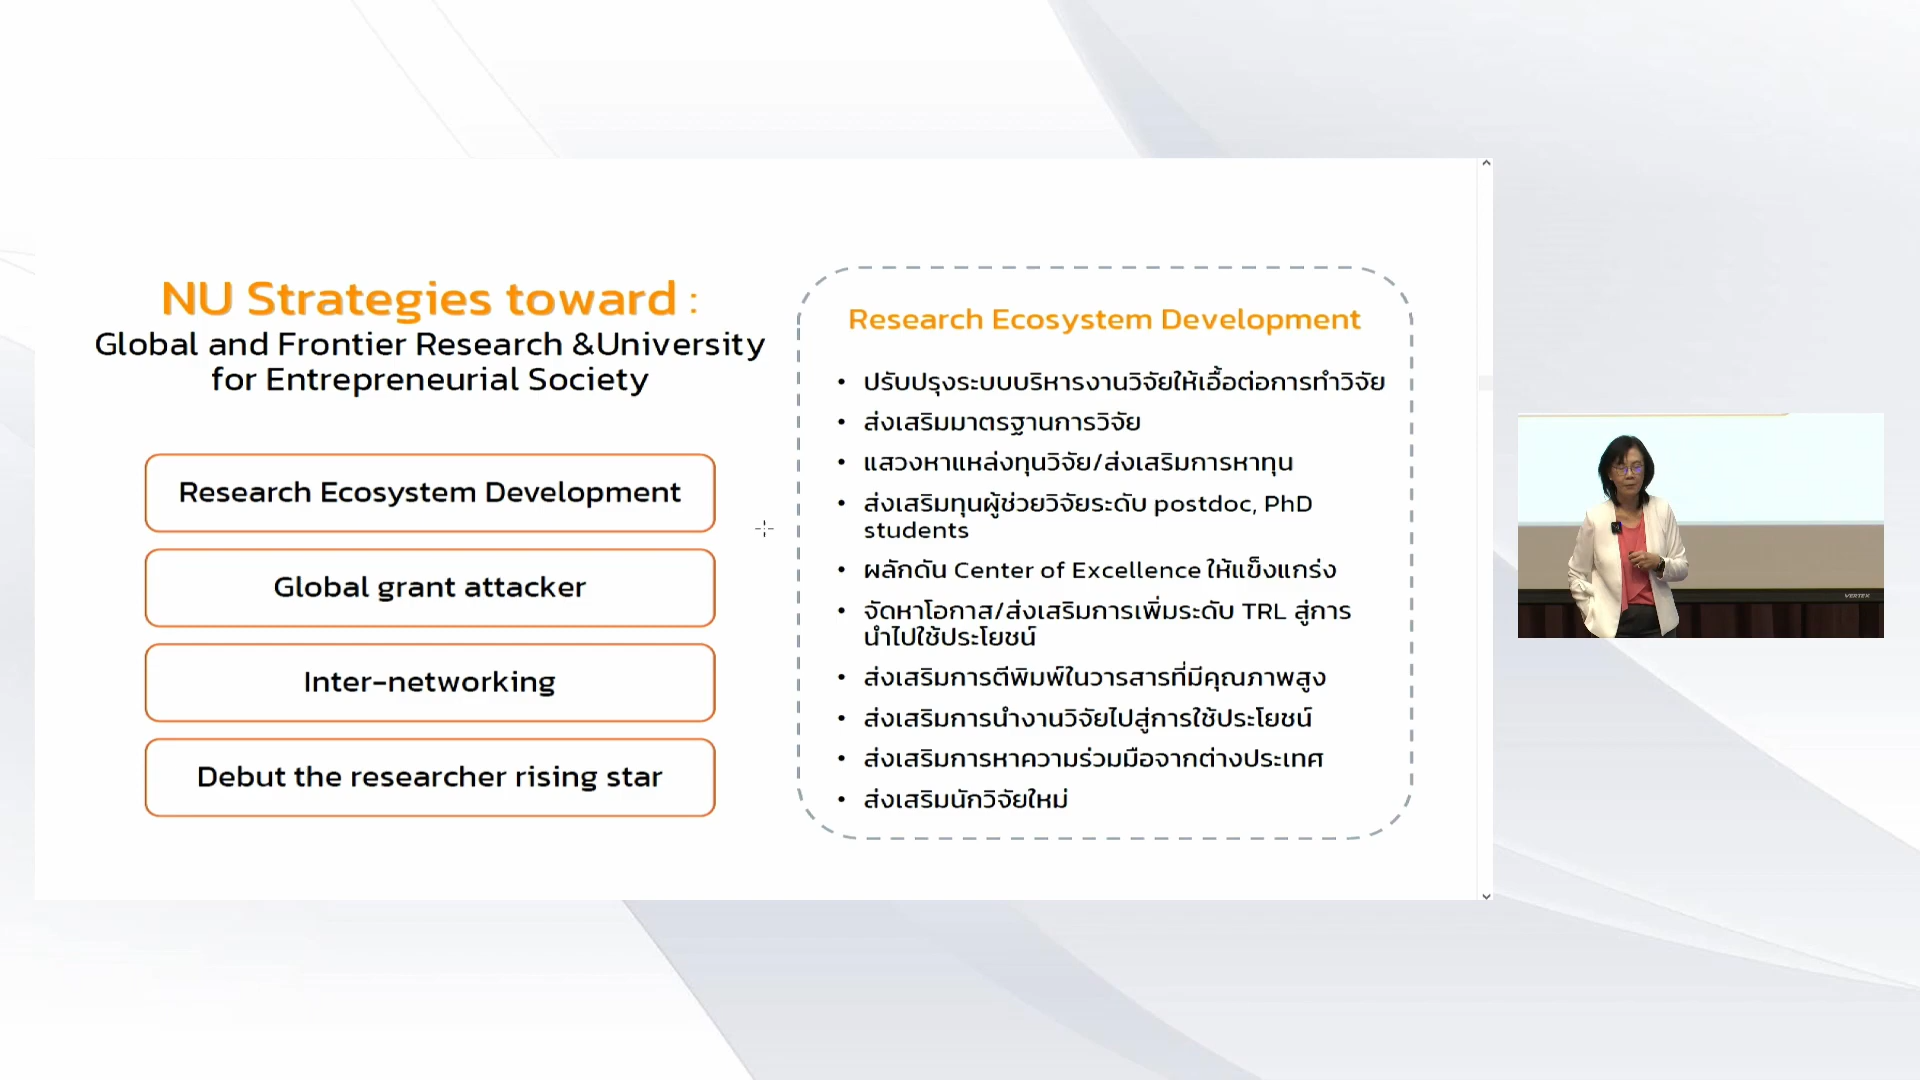 NU Strategies toward :
Global and Frontier Research &University
for Entrepreneurial Society
Research Ecosystem Development
Global grant attacker
Inter-networking
Debut the researcher rising star
Research Ecosystem Development
• ปรับปรุงระบบบริหารงานวิจัยให้เอื้อต่อการทำวิจัย
• ส่งเสริมมาตรฐานการวิจัย
• แสวงหาแหล่งทุนวิจัย/ส่งเสริมการหาทุน
• ส่งเสริมทุนผู้ช่วยวิจัยระดับ postdoc, PhD
students
• ผลักดัน Center of Excellence ให้แข็งแกร่ง
• จัดหาโอกาส/ส่งเสริมการเพิ่มระดับ TRL สู่การ
นำไปใช้ประโยชน์
• ส่งเสริมการตีพิมพ์ในวารสารที่มีคุณภาพสูง
• ส่งเสริมการนำงานวิจัยไปสู่การใช้ประโยชน์
• ส่งเสริมการหาความร่วมมือจากต่างประเทศ
• ส่งเสริมนักวิจัยใหม่
VERTEK